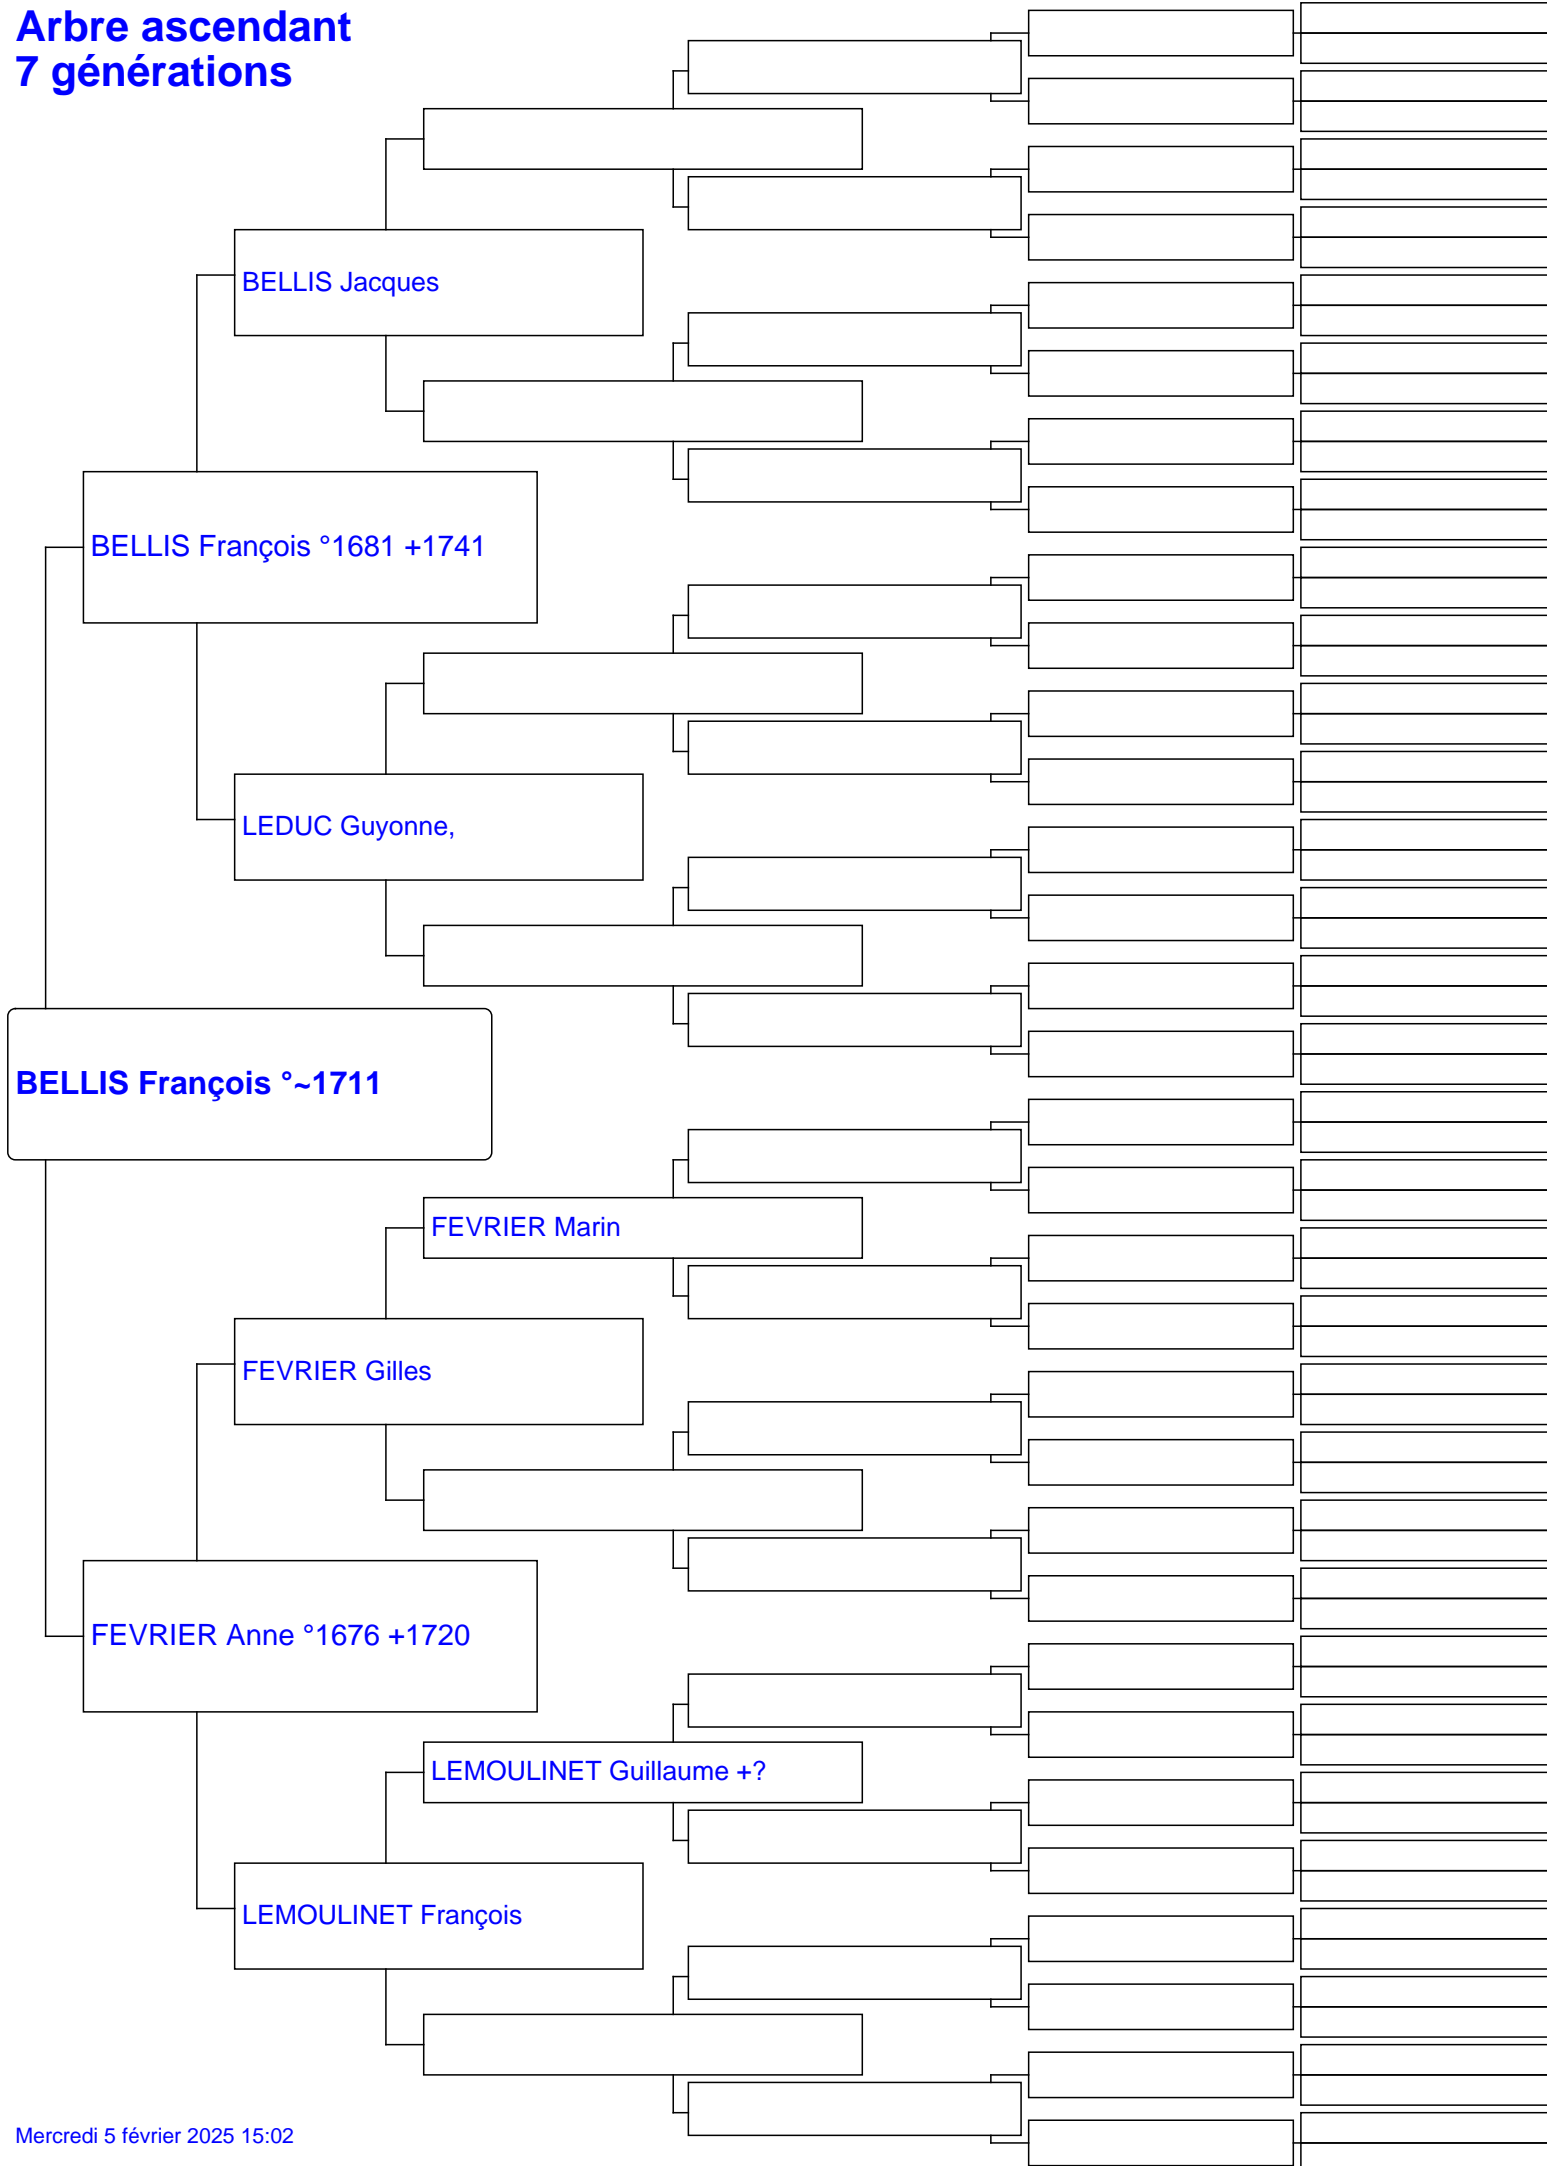 Arbre ascendant
7 générations
BELLIS Jacques
BELLIS François °1681 +1741
LEDUC Guyonne,
BELLIS François °~1711
FEVRIER Marin
FEVRIER Gilles
FEVRIER Anne °1676 +1720
LEMOULINET Guillaume +?
LEMOULINET François
Mercredi 5 février 2025 15:02